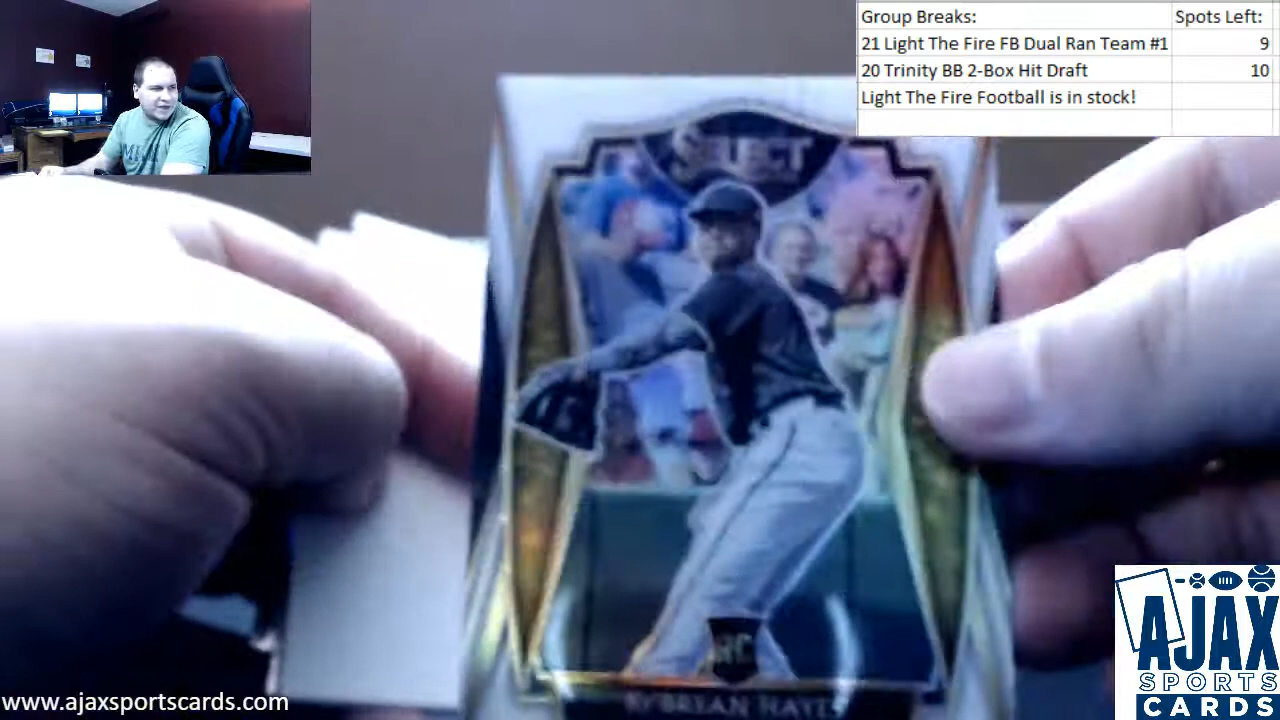 Group Breaks: Spots Left:
21 Light The Fire FB Dual Ran Team #1 9
20 Trinity BB 2-Box Hit Draft 10
Light The Fire Football is in stock!
SELECT
RC
KE'BRYAN HAYES
www.ajaxsportscards.com
AJAX
SPORTS
CARDS